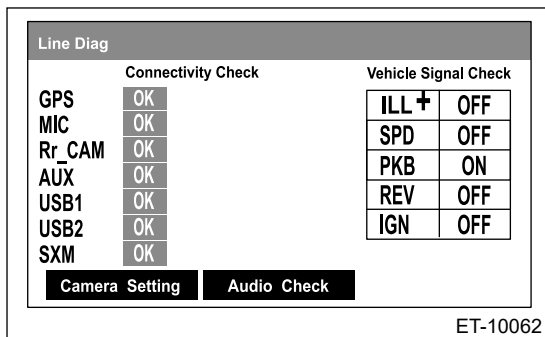 Line Diag
Connectivity Check Vehicle Signal Check
GPS OK ILL+ OFF
MIC OK SPD OFF
Rr_CAM OK PKB ON
AUX OK REV OFF
USB1 OK IGN OFF
USB2 OK
SXM OK
Camera Setting Audio Check
ET-10062